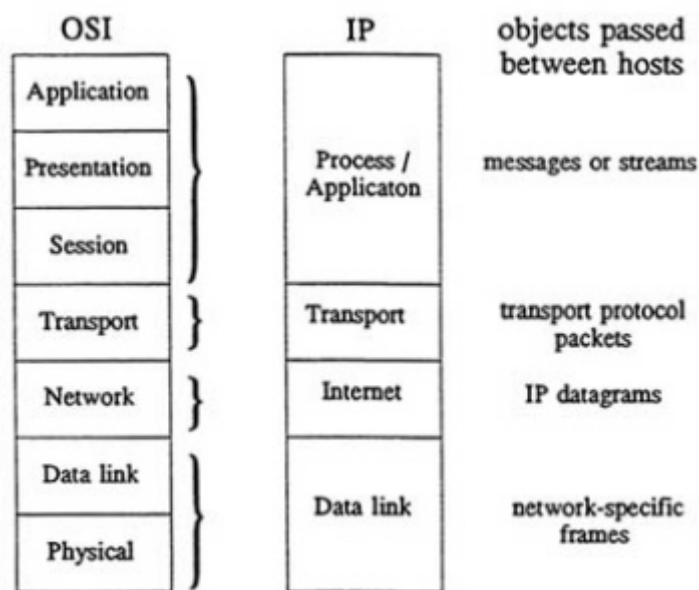 OSI
IP
objects passed
between hosts
Application
Presentation
Session
Transport
Network
Data link
Physical
Process /
Applicaton
Transport
Internet
Data link
messages or streams
transport protocol
packets
IP datagrams
network-specific
frames